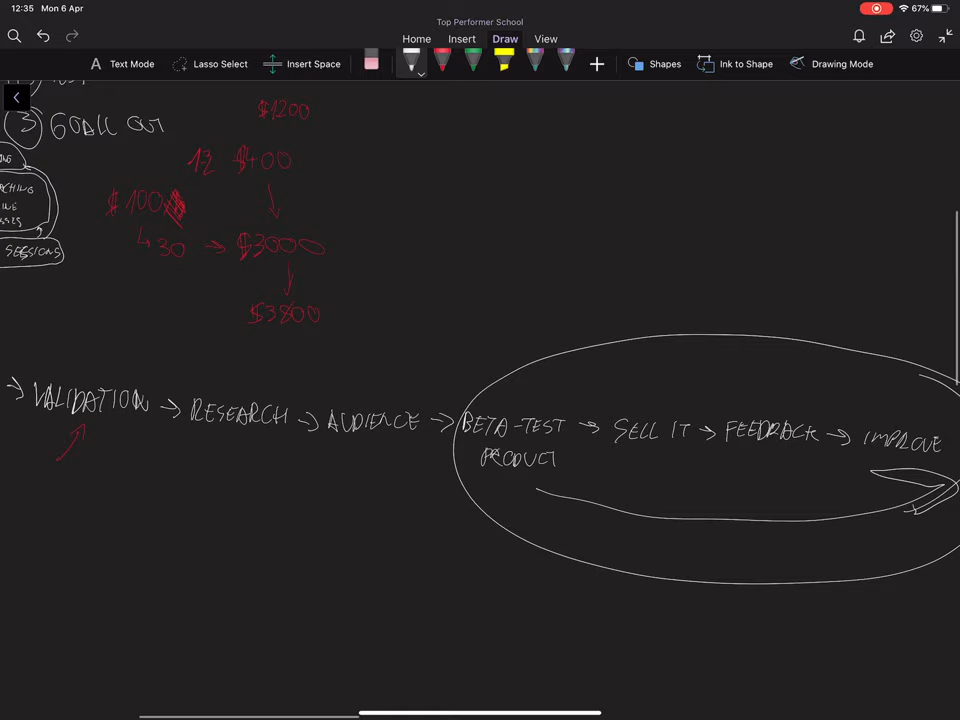 12:35 Mon 6 Apr
67%
Top Performer School
Home Insert Draw View
Text Mode Lasso Select Insert Space Shapes Ink to Shape Drawing Mode
$1200
3 GOALL OUT
12 $400
$100
↳ 30 → $3000
$3800
SESSIONS
→ VALIDATION → RESEARCH → AUDIENCE → BETA-TEST → SELL IT → FEEDBACK → IMPROVE
PRODUCT